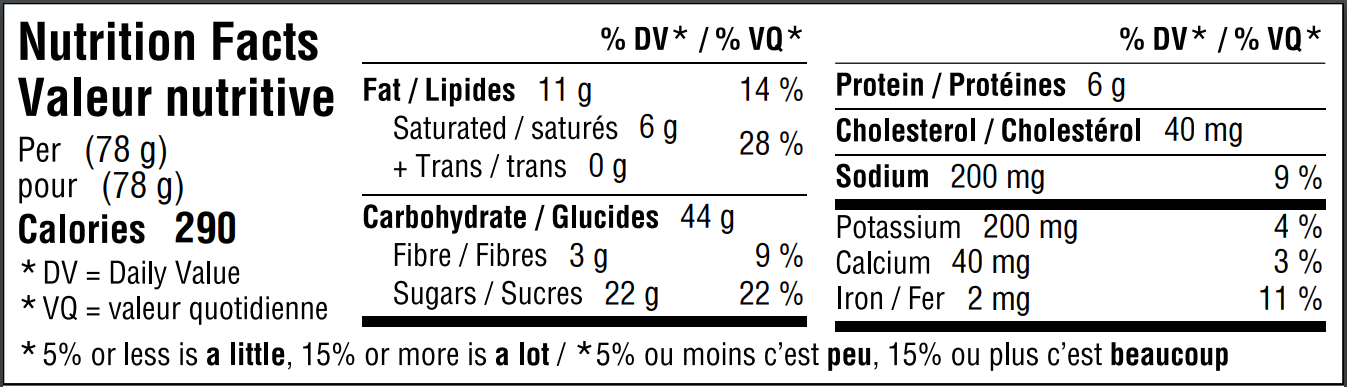 Nutrition Facts
Valeur nutritive
Per (78 g)
pour (78 g)
Calories 290
* DV = Daily Value
* VQ = valeur quotidienne
% DV* / % VQ*
Fat / Lipides 11 g 14 %
Saturated / saturés 6 g
+ Trans / trans 0 g
28 %
Carbohydrate / Glucides 44 g
Fibre / Fibres 3 g 9 %
Sugars / Sucres 22 g 22 %
% DV* / % VQ*
Protein / Protéines 6 g
Cholesterol / Cholestérol 40 mg
Sodium 200 mg 9 %
Potassium 200 mg 4 %
Calcium 40 mg 3 %
Iron / Fer 2 mg 11 %
*5% or less is a little, 15% or more is a lot / *5% ou moins c’est peu, 15% ou plus c’est beaucoup